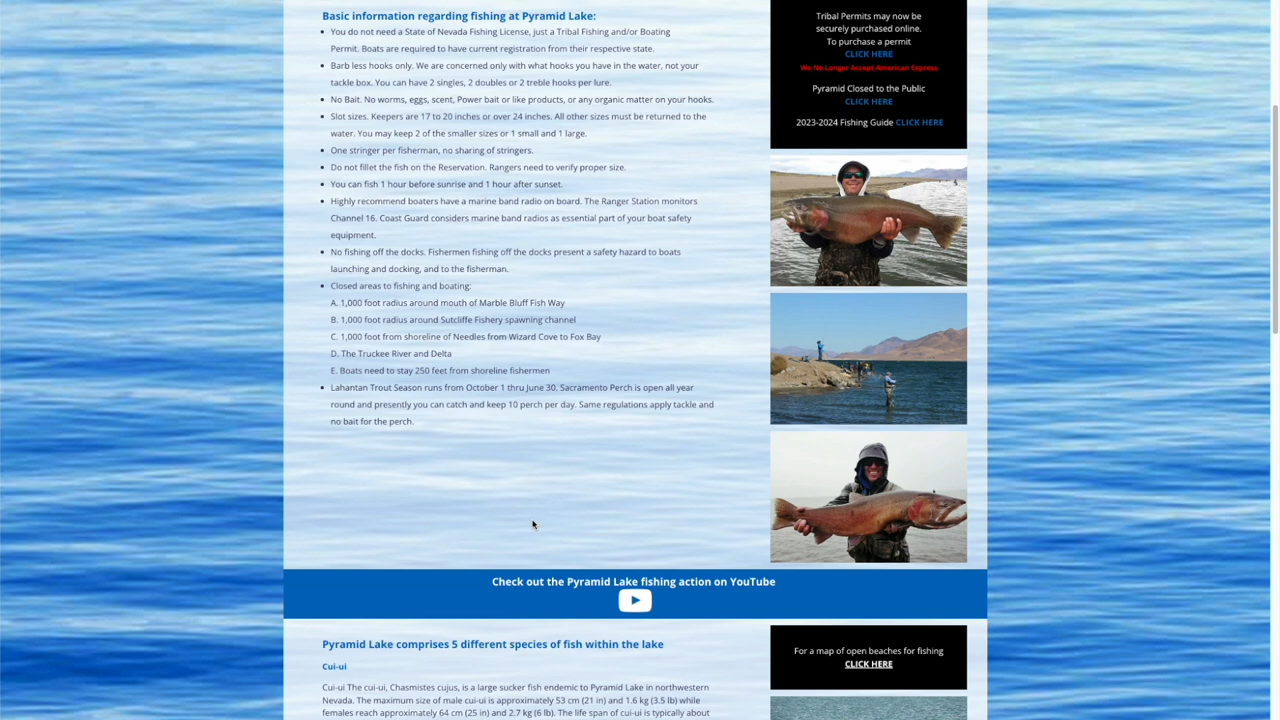 Basic information regarding fishing at Pyramid Lake:
• You do not need a State of Nevada Fishing License, just a Tribal Fishing and/or Boating
Permit. Boats are required to have current registration from their respective state.
• Barb less hooks only. We are concerned only with what hooks you have in the water, not your
tackle box. You can have 2 singles, 2 doubles or 2 treble hooks per lure.
• No Bait. No worms, eggs, scent, Power bait or like products, or any organic matter on your hooks.
• Slot sizes. Keepers are 17 to 20 inches or over 24 inches. All other sizes must be returned to the
water. You may keep 2 of the smaller sizes or 1 small and 1 large.
• One stringer per fisherman, no sharing of stringers.
• Do not fillet the fish on the Reservation. Rangers need to verify proper size.
• You can fish 1 hour before sunrise and 1 hour after sunset.
• Highly recommend boaters have a marine band radio on board. The Ranger Station monitors
Channel 16. Coast Guard considers marine band radios as essential part of your boat safety
equipment.
• No fishing off the docks. Fishermen fishing off the docks present a safety hazard to boats
launching and docking, and to the fisherman.
• Closed areas to fishing and boating:
A. 1,000 foot radius around mouth of Marble Bluff Fish Way
B. 1,000 foot radius around Sutcliffe Fishery spawning channel
C. 1,000 foot from shoreline of Needles from Wizard Cove to Fox Bay
D. The Truckee River and Delta
E. Boats need to stay 250 feet from shoreline fishermen
• Lahantan Trout Season runs from October 1 thru June 30. Sacramento Perch is open all year
round and presently you can catch and keep 10 perch per day. Same regulations apply tackle and
no bait for the perch.
Tribal Permits may now be
securely purchased online.
To purchase a permit
CLICK HERE
We No Longer Accept American Express
Pyramid Closed to the Public
CLICK HERE
2023-2024 Fishing Guide CLICK HERE
Check out the Pyramid Lake fishing action on YouTube
Pyramid Lake comprises 5 different species of fish within the lake
Cui-ui
Cui-ui The cui-ui, Chasmistes cujus, is a large sucker fish endemic to Pyramid Lake in northwestern
Nevada. The maximum size of male cui-ui is approximately 53 cm (21 in) and 1.6 kg (3.5 lb) while
females reach approximately 64 cm (25 in) and 2.7 kg (6 lb). The life span of cui-ui is typically about
For a map of open beaches for fishing
CLICK HERE